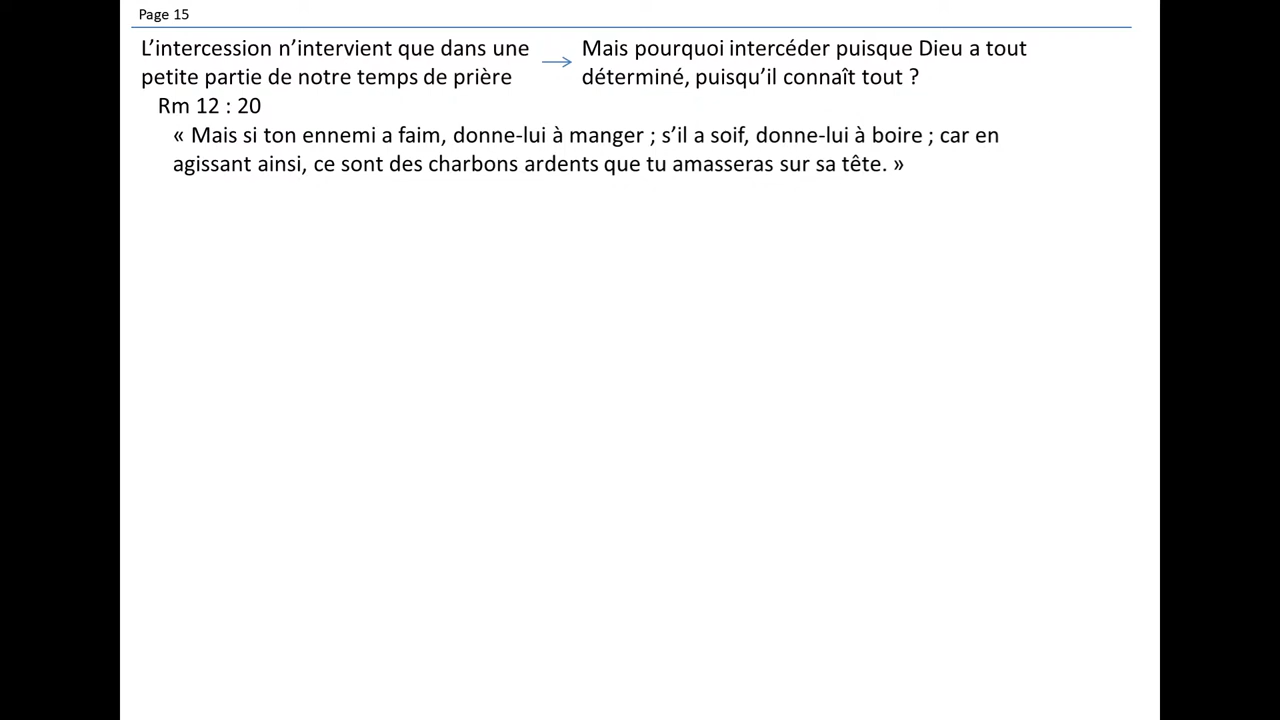 Page 15
L’intercession n’intervient que dans une
petite partie de notre temps de prière
Mais pourquoi intercéder puisque Dieu a tout
déterminé, puisqu’il connaît tout ?
Rm 12 : 20
« Mais si ton ennemi a faim, donne-lui à manger ; s’il a soif, donne-lui à boire ; car en
agissant ainsi, ce sont des charbons ardents que tu amasseras sur sa tête. »